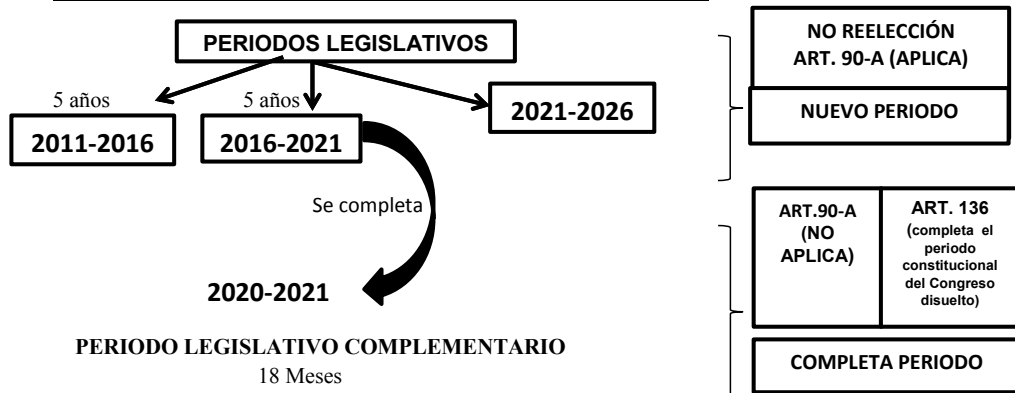 PERIODOS LEGISLATIVOS
5 años
2011-2016
5 años
2016-2021
2021-2026
Se completa
2020-2021
PERIODO LEGISLATIVO COMPLEMENTARIO
18 Meses
NO REELECCIÓN
ART. 90-A (APLICA)
NUEVO PERIODO
ART.90-A
(NO
APLICA)
ART. 136
(completa el
periodo
constitucional
del Congreso
disuelto)
COMPLETA PERIODO